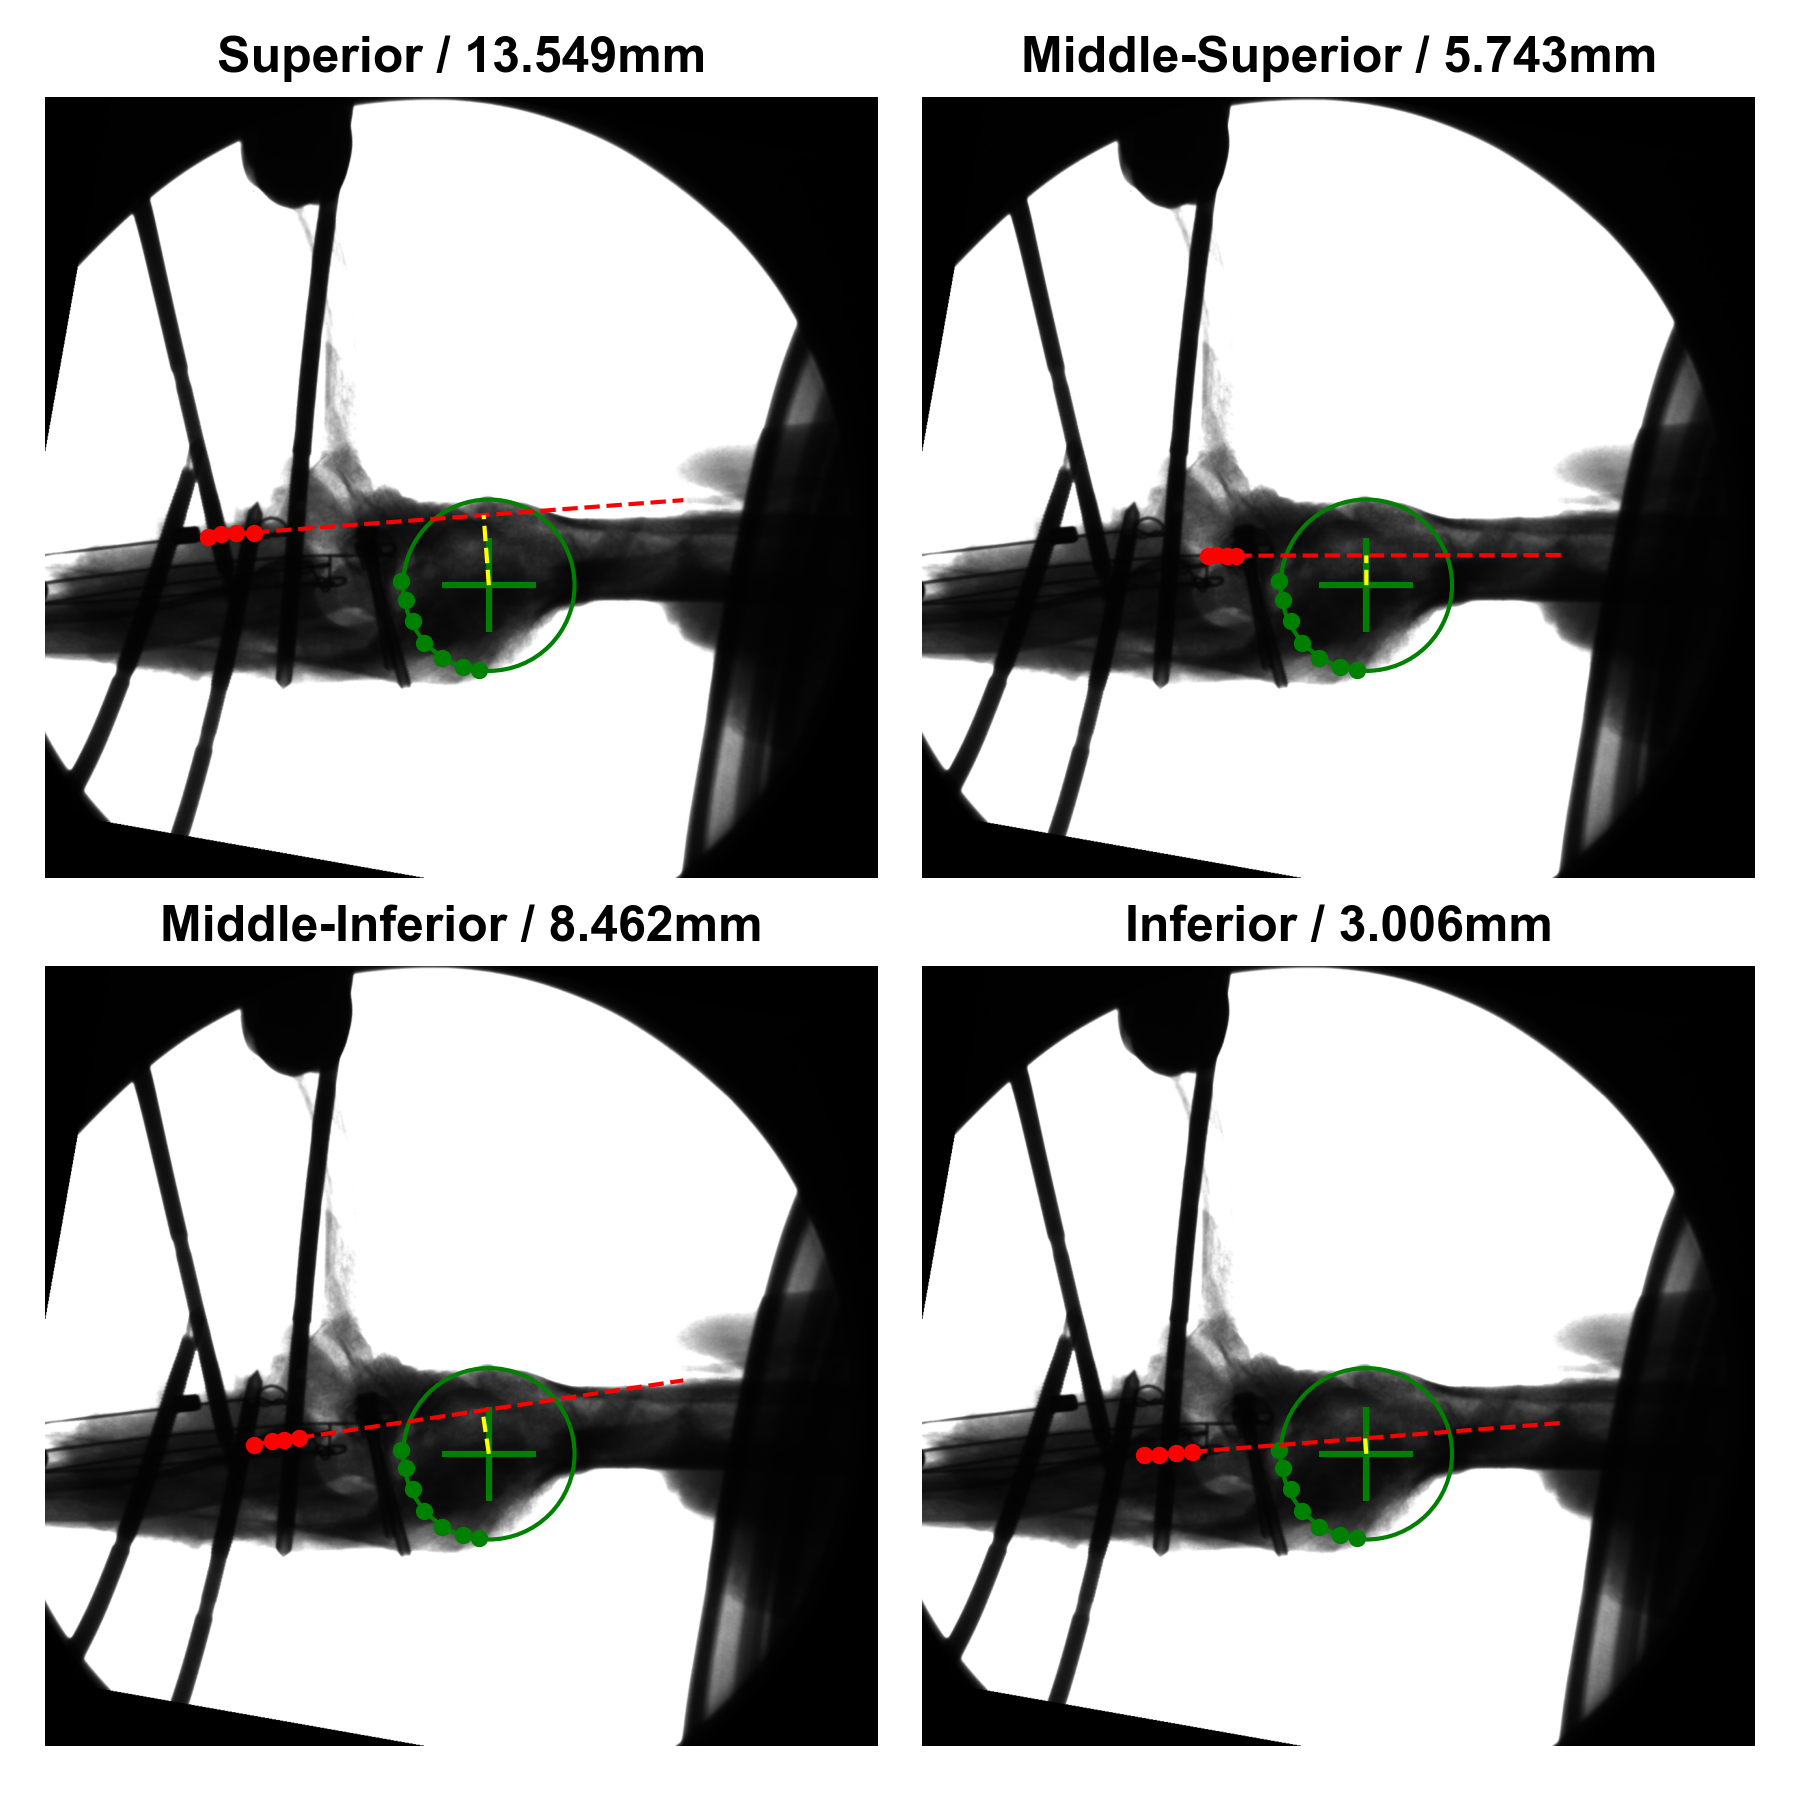 Superior / 13.549mm
Middle-Superior / 5.743mm
Middle-Inferior / 8.462mm
Inferior / 3.006mm